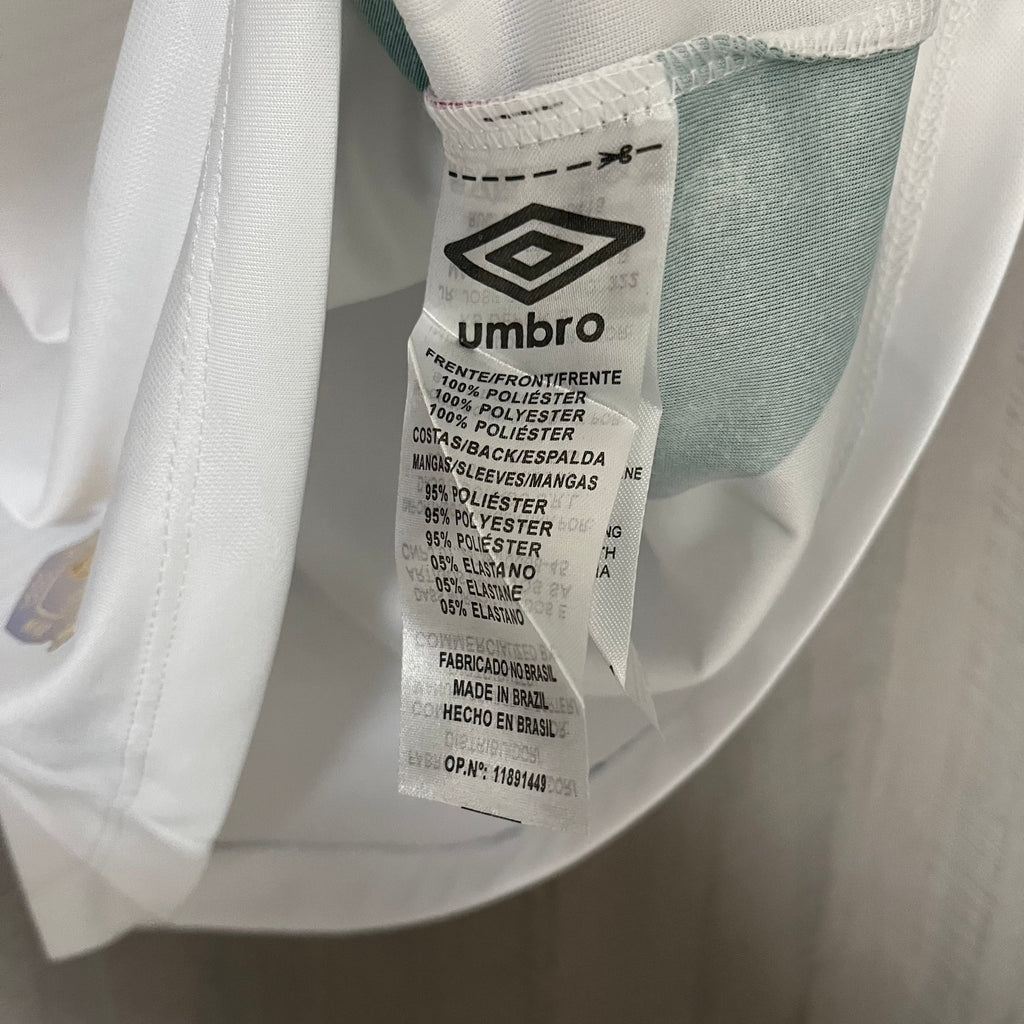 umbro
FRENTE/FRONT/FRENTE
100% POLIÉSTER
100% POLYESTER
100% POLIÉSTER
COSTAS/BACK/ESPALDA
MANGAS/SLEEVES/MANGAS
95% POLIÉSTER
95% POLYESTER
95% POLIÉSTER
05% ELASTANO
05% ELASTANE
05% ELASTANO
FABRICADO NO BRASIL
MADE IN BRAZIL
HECHO EN BRASIL
OP.Nº: 11891449